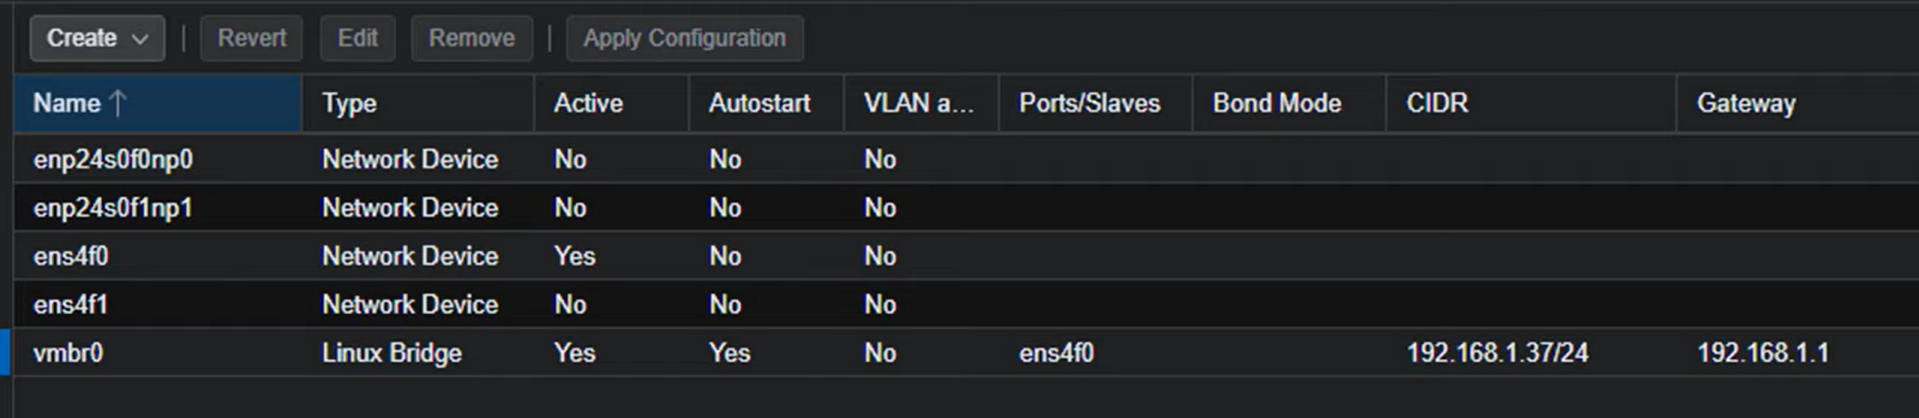 Create Revert Edit Remove Apply Configuration
Name Type Active Autostart VLAN a... Ports/Slaves Bond Mode CIDR Gateway
enp24s0f0np0 Network Device No No No
enp24s0f1np1 Network Device No No No
ens4f0 Network Device Yes No No
ens4f1 Network Device No No No
vmbr0 Linux Bridge Yes Yes No ens4f0 192.168.1.37/24 192.168.1.1